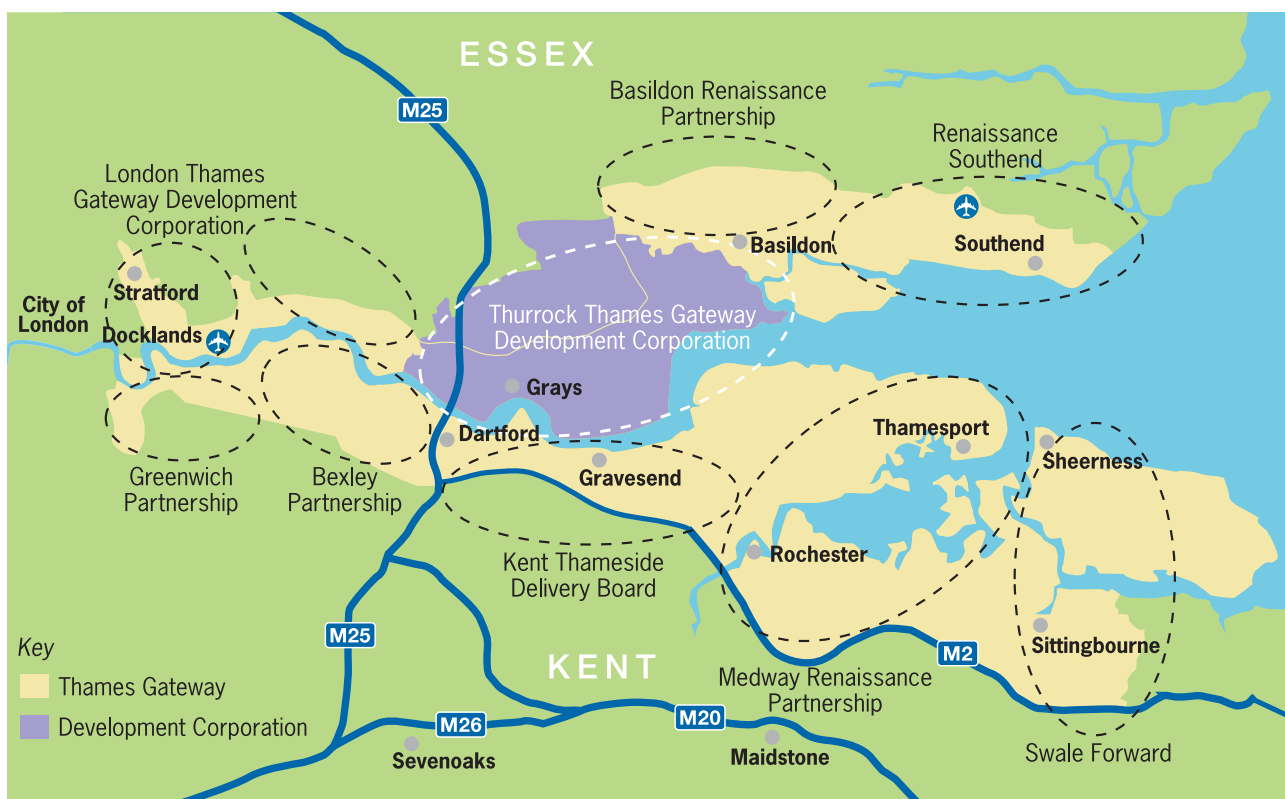 ESSEX
M25
Basildon Renaissance
Partnership
Renaissance
Southend
London Thames
Gateway Development
Corporation
Basildon
Southend
Stratford
City of
London
Docklands
Thurrock Thames Gateway
Development Corporation
Grays
Dartford
Thamesport
Sheerness
Greenwich
Partnership
Bexley
Partnership
Gravesend
Rochester
Kent Thameside
Delivery Board
M25
KENT
M2
Sittingbourne
Medway Renaissance
Partnership
Key
Thames Gateway
Development Corporation
M26
M20
Sevenoaks
Maidstone
Swale Forward